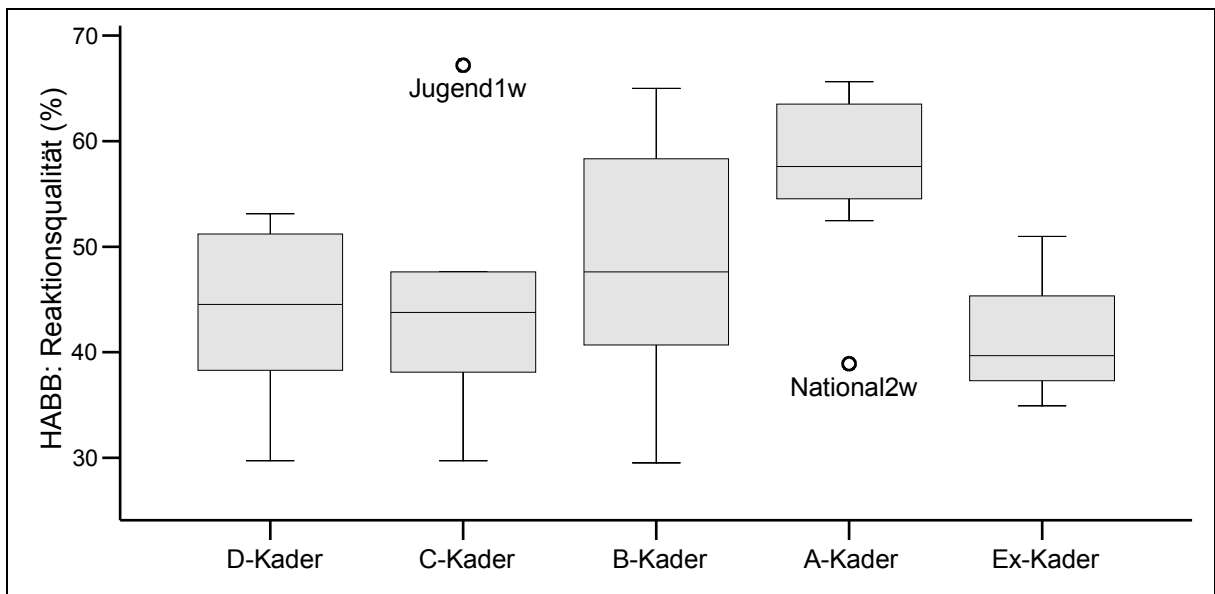 HABB: Reaktionsqualität (%)
70
60
50
40
30
Jugend1w
National2w
D-Kader
C-Kader
B-Kader
A-Kader
Ex-Kader